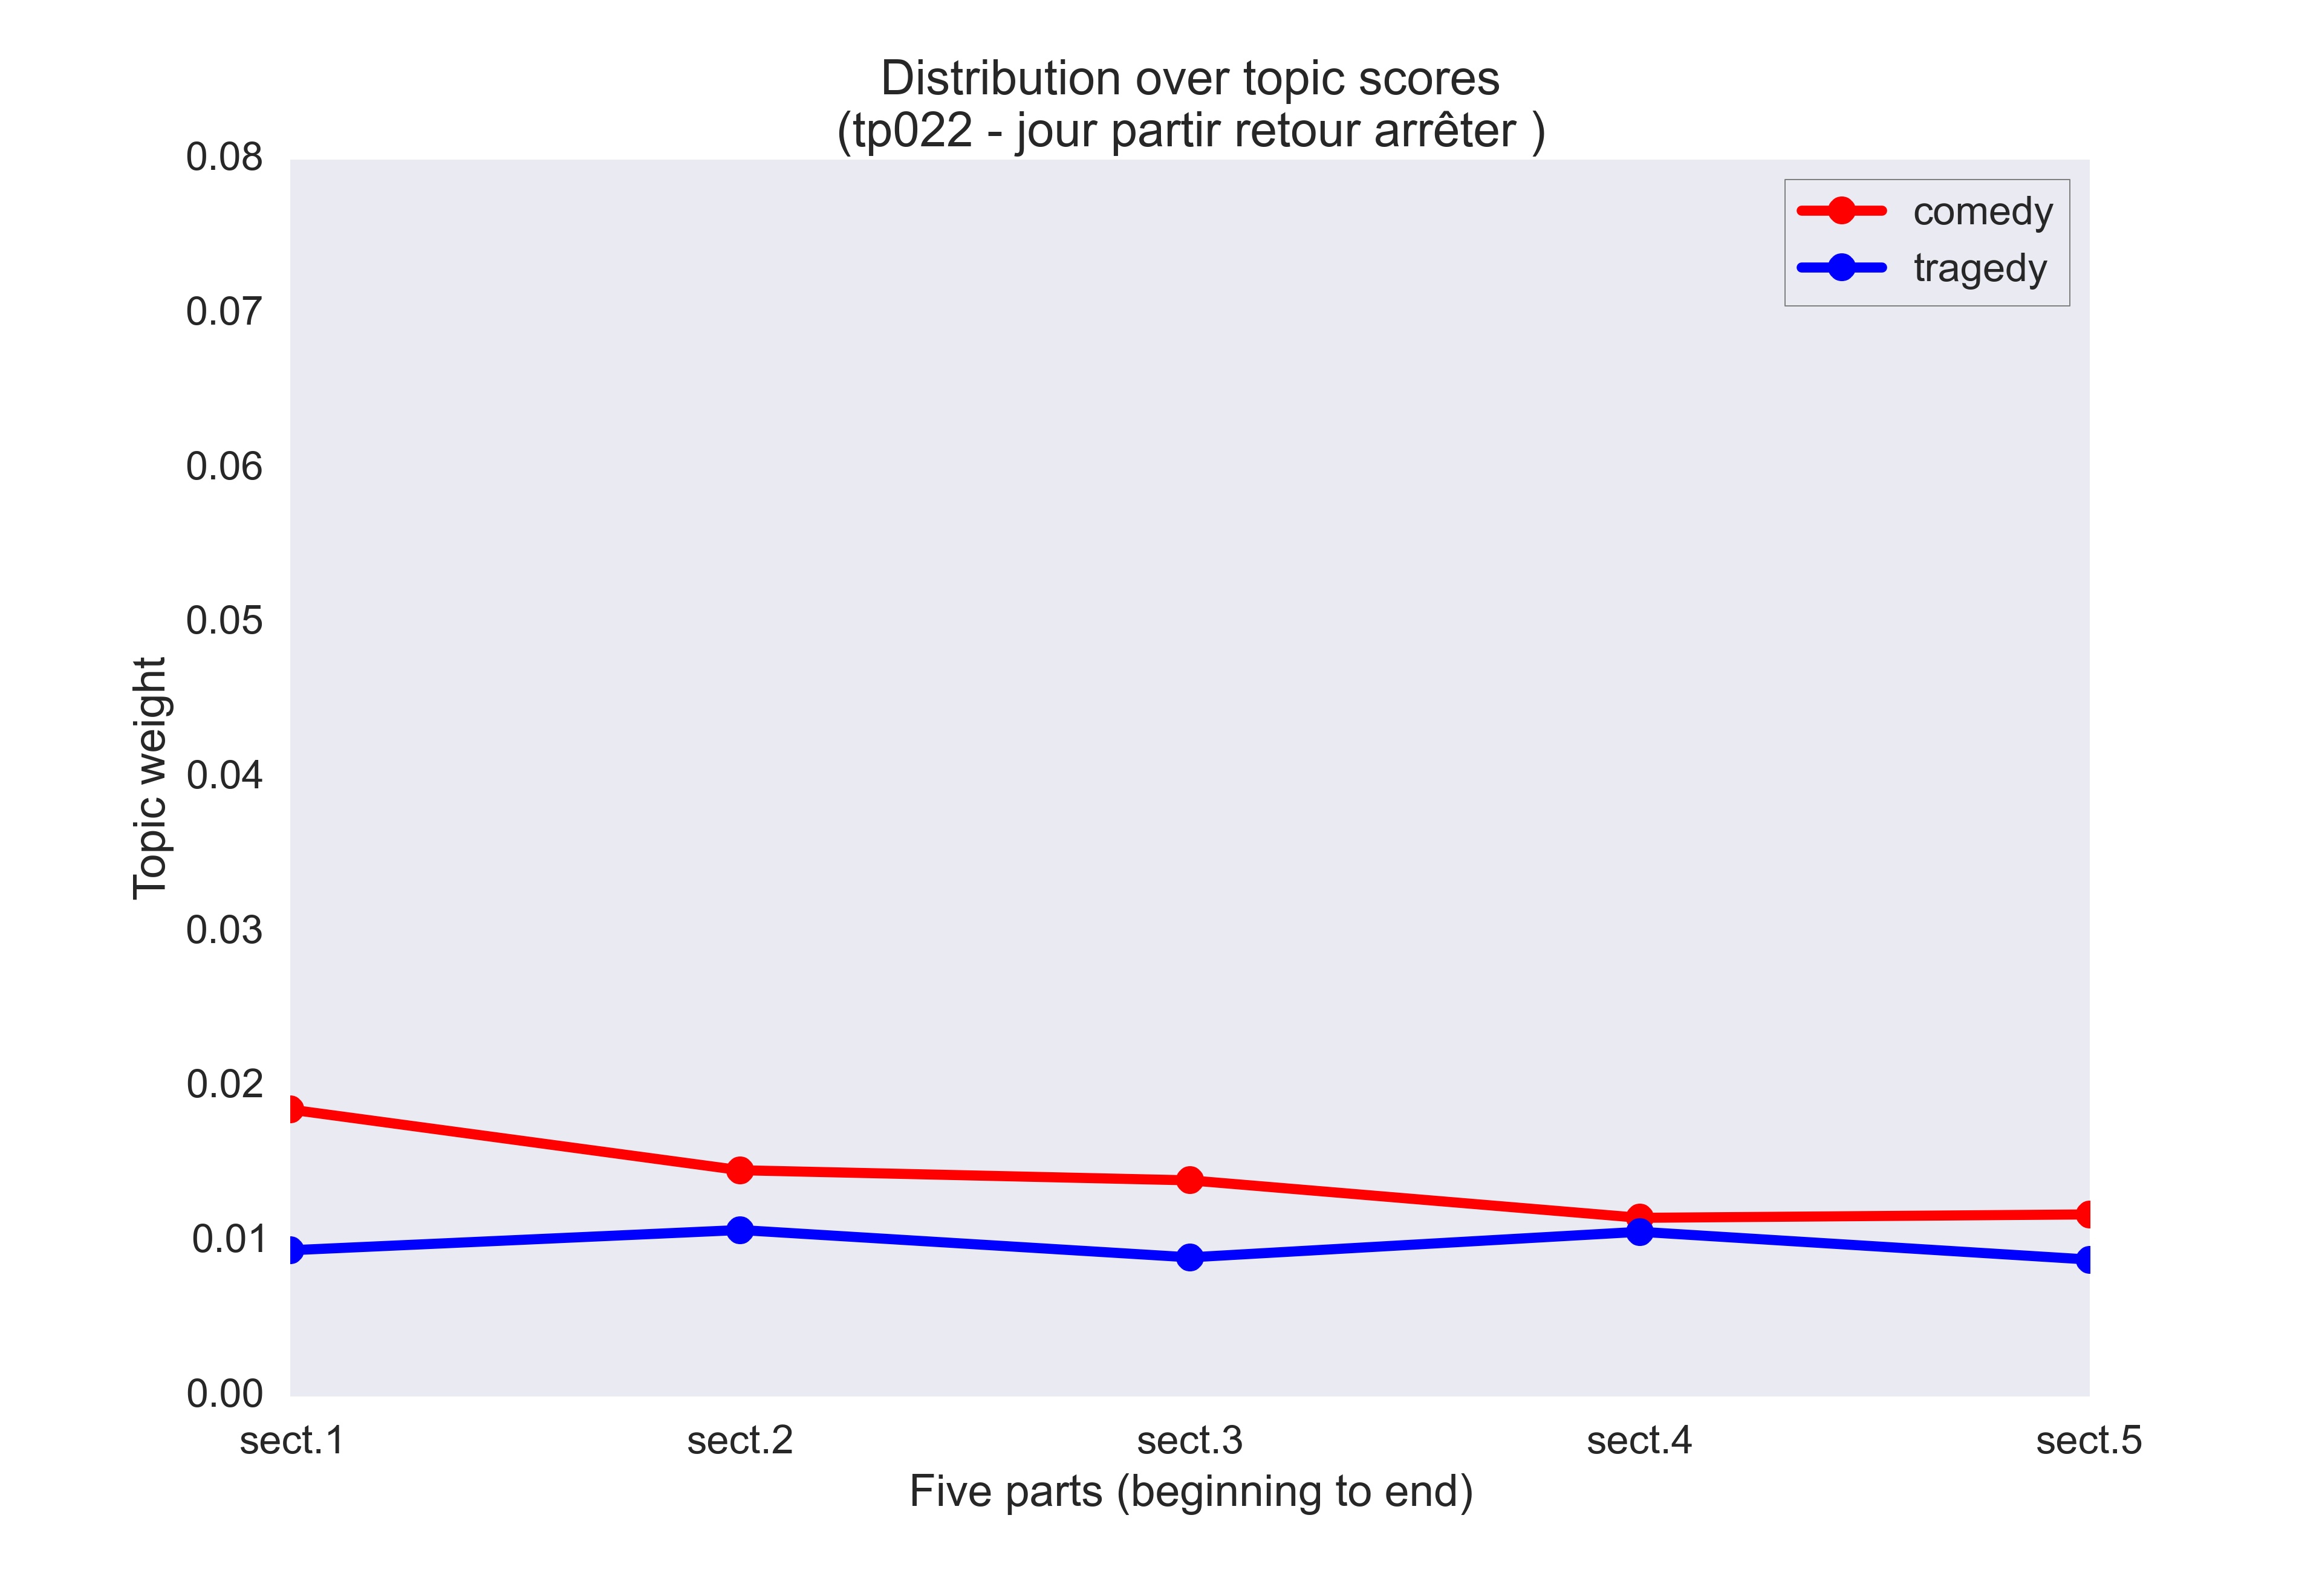 Distribution over topic scores
(tp022 - jour partir retour arrêter )
0.08
0.07
0.06
0.05
0.04
0.03
0.02
0.01
0.00
Topic weight
comedy
tragedy
sect.1 sect.2 sect.3 sect.4 sect.5
Five parts (beginning to end)